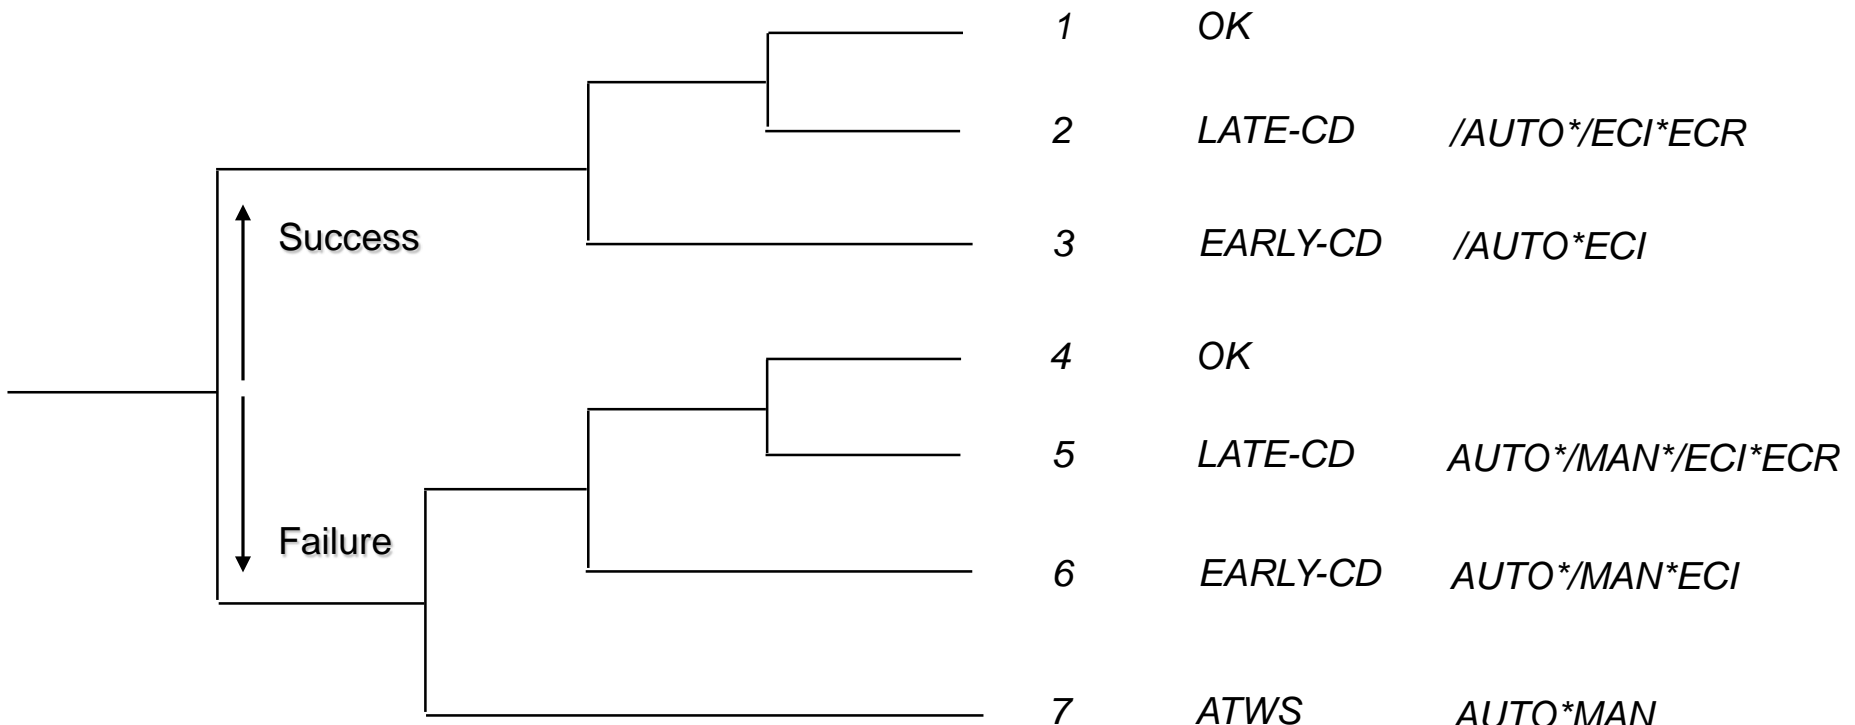 1 OK
2 LATE-CD /AUTO*/ECI*ECR
Success
3 EARLY-CD /AUTO*ECI
4 OK
5 LATE-CD AUTO*/MAN*/ECI*ECR
Failure
6 EARLY-CD AUTO*/MAN*ECI
7 ATWS AUTO*MAN